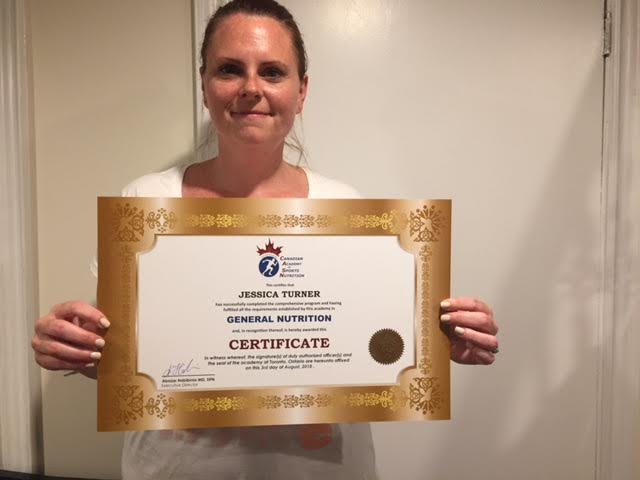 CANADIAN
ACADEMY
OF
SPORTS
NUTRITION
This certifies that
JESSICA TURNER
has successfully completed the comprehensive program and having
fulfilled all the requirements established by this academy in
GENERAL NUTRITION
and, in recognition thereof, is hereby awarded this
CERTIFICATE
In witness whereof, the signature(s) of duly authorized officer(s) and
the seal of the academy at Toronto, Ontario are hereunto affixed
on this 3rd day of August, 2018 .
MD,
Executive Director